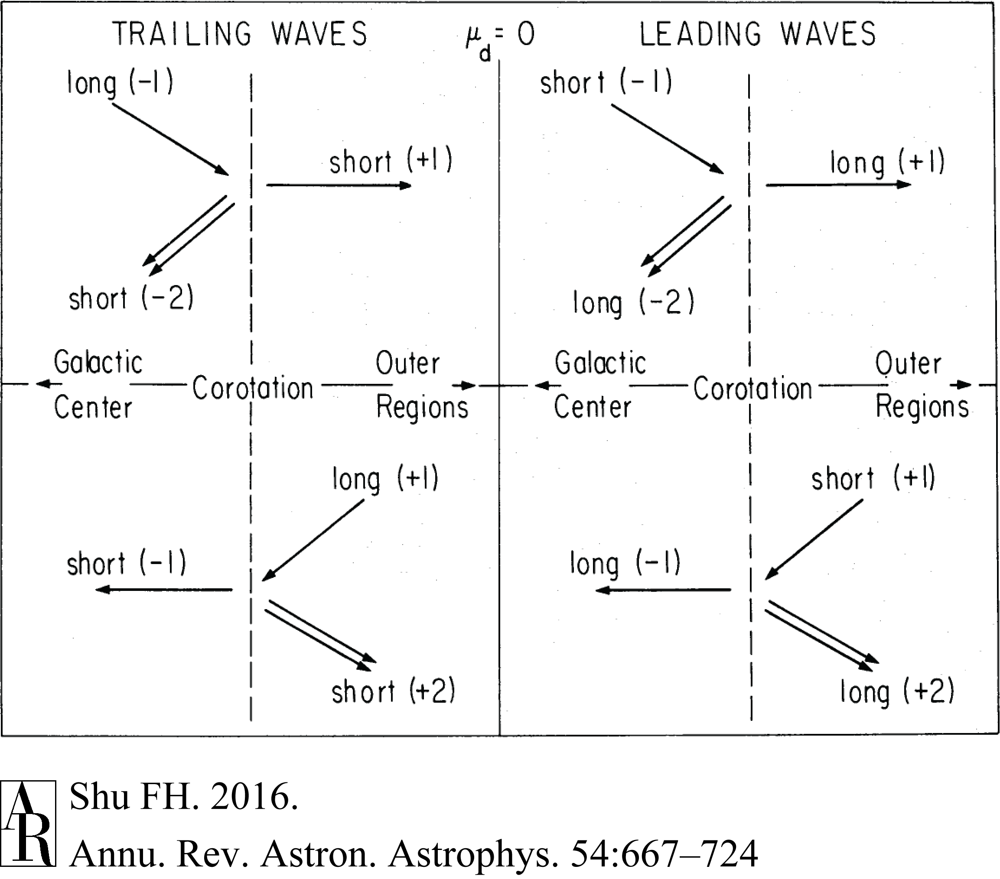 TRAILING WAVES
μd = 0
LEADING WAVES
long (-1)
short (+1)
short (-2)
short (-1)
long (+1)
long (-2)
Galactic Center
Corotation
Outer Regions
Galactic Center
Corotation
Outer Regions
long (+1)
short (-1)
short (+2)
short (+1)
long (-1)
long (+2)
AR
Shu FH. 2016.
Annu. Rev. Astron. Astrophys. 54:667–724